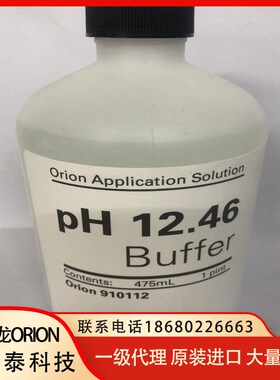 Orion Application Solution
pH 12.46
Buffer
Contents: 475mL 1 pint
Orion 910112
龙ORION
联系电话18680226663
泰科技
一级代理 原装进口 大量